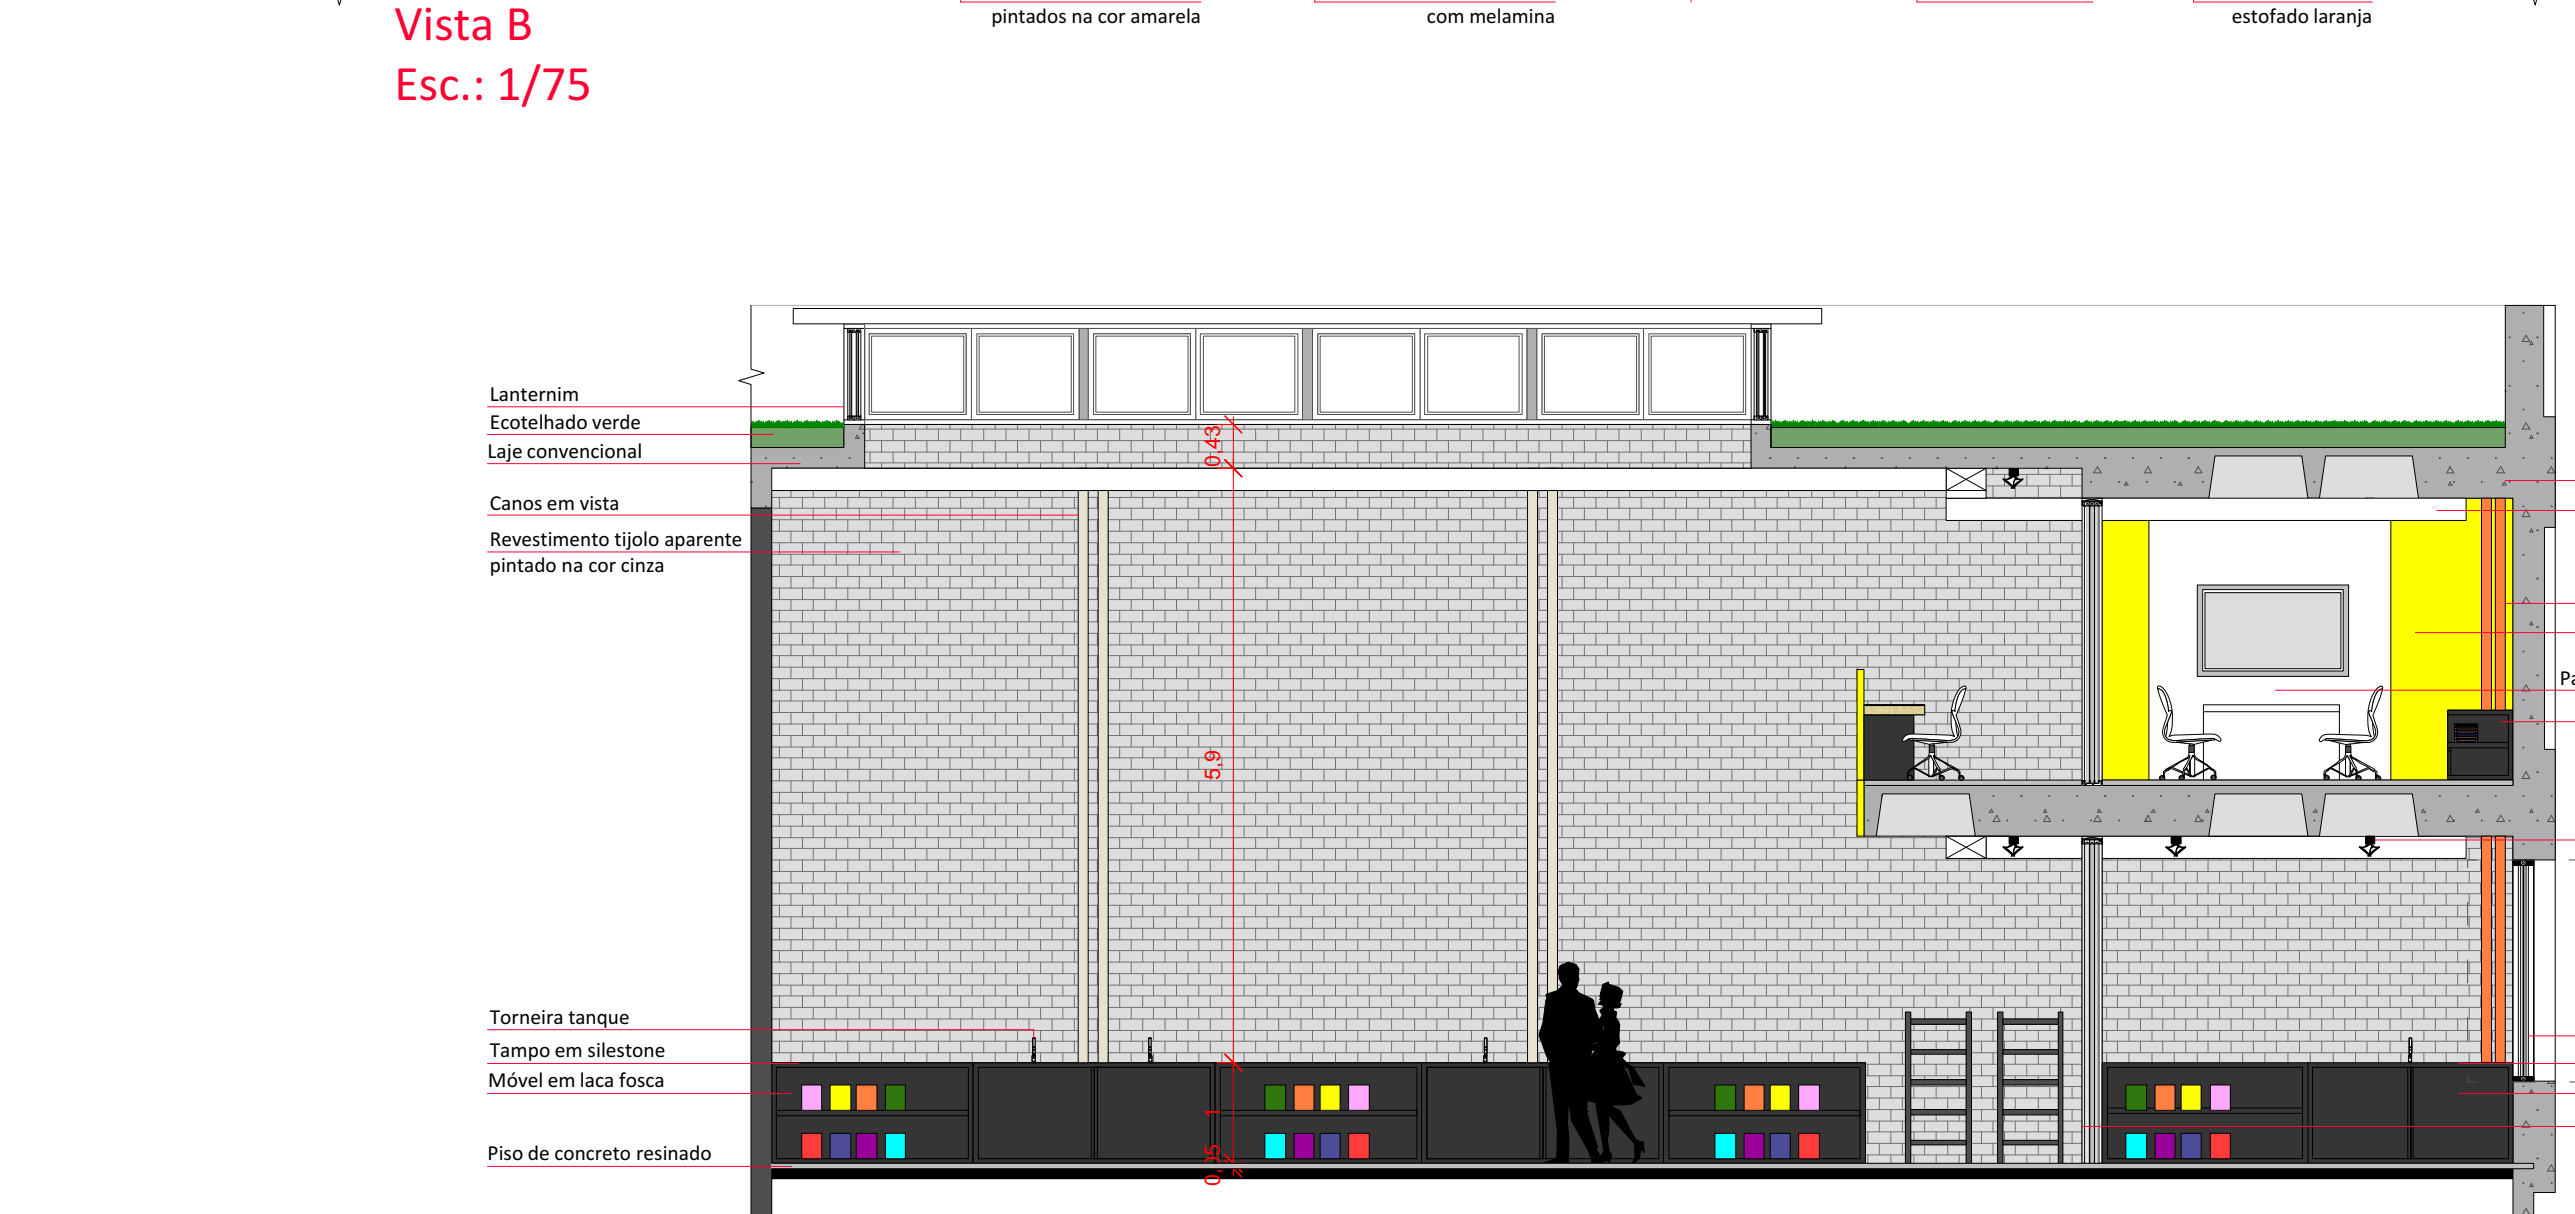 pintados na cor amarela
com melamina
estofado laranja
Vista B
Esc.: 1/75
Lanternim
Ecotelhado verde
Laje convencional
0,43
Canos em vista
Revestimento tijolo aparente
pintado na cor cinza
5,9
Torneira tanque
Tampo em silestone
Móvel em laca fosca
1
Piso de concreto resinado